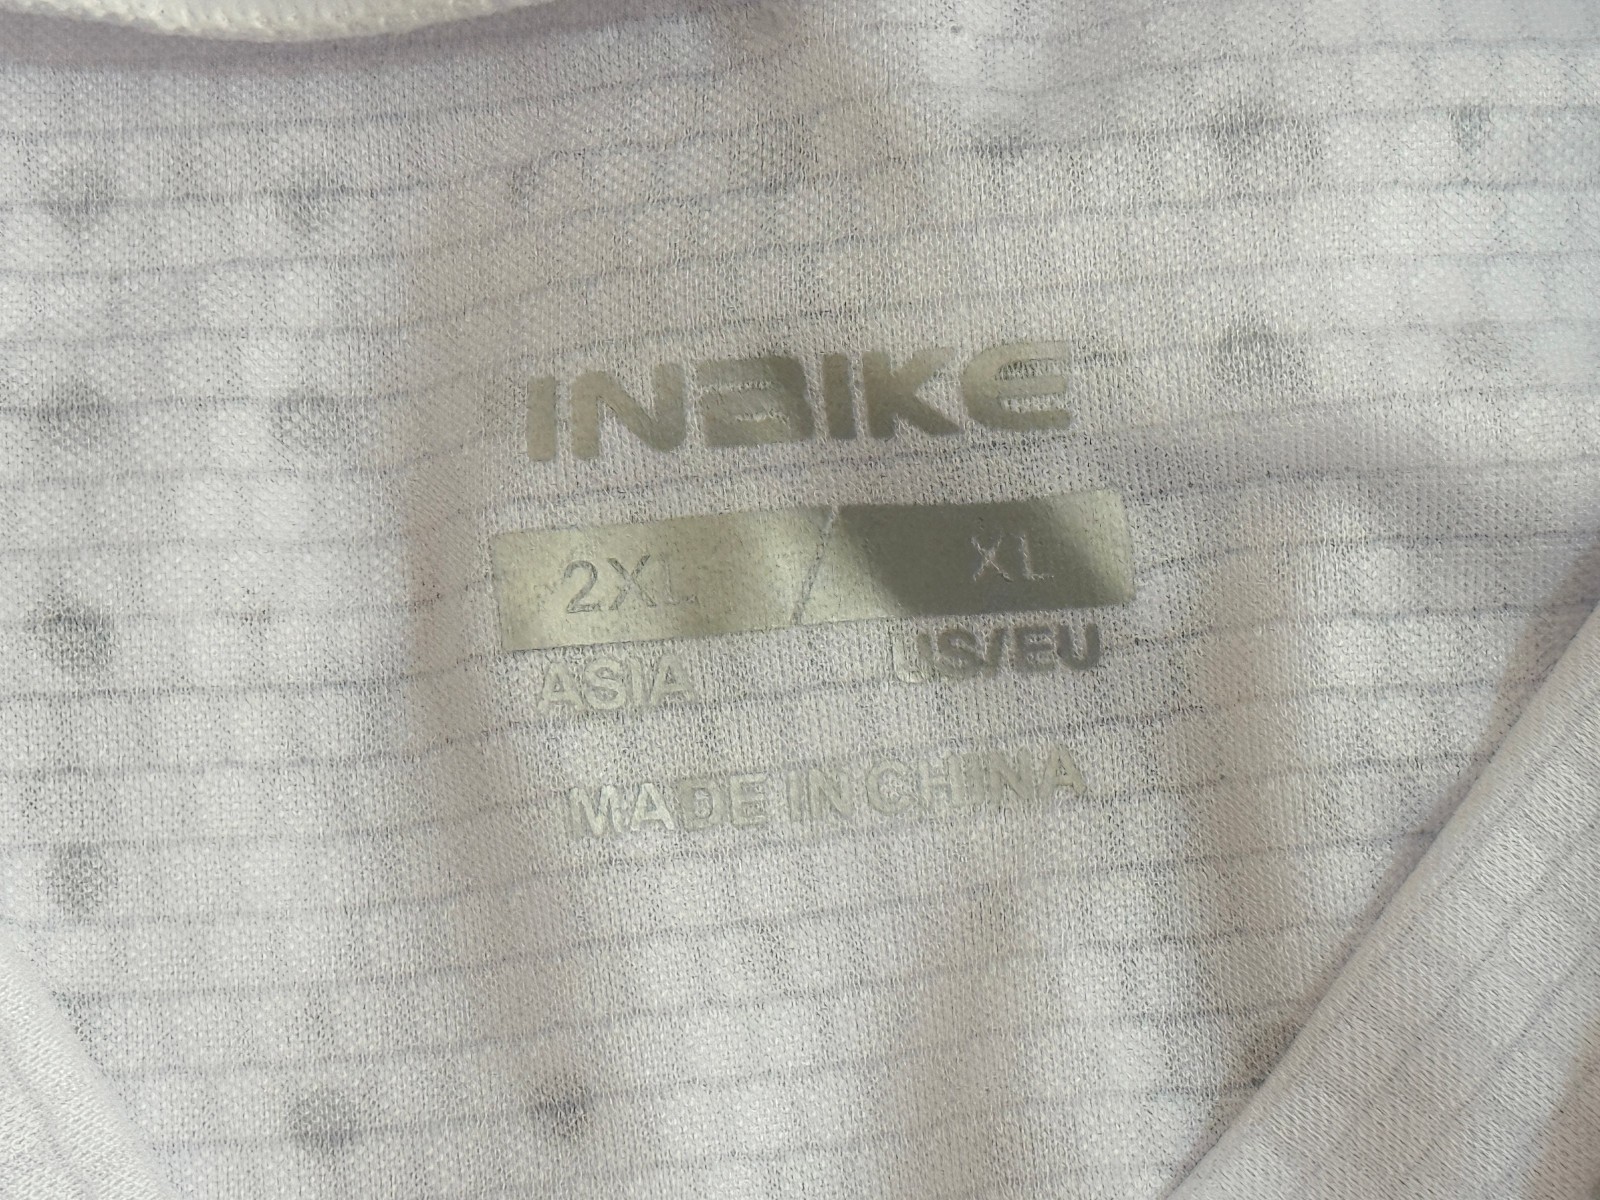 INBIKE
2XL / XL
ASIA US/EU
MADE IN CHINA